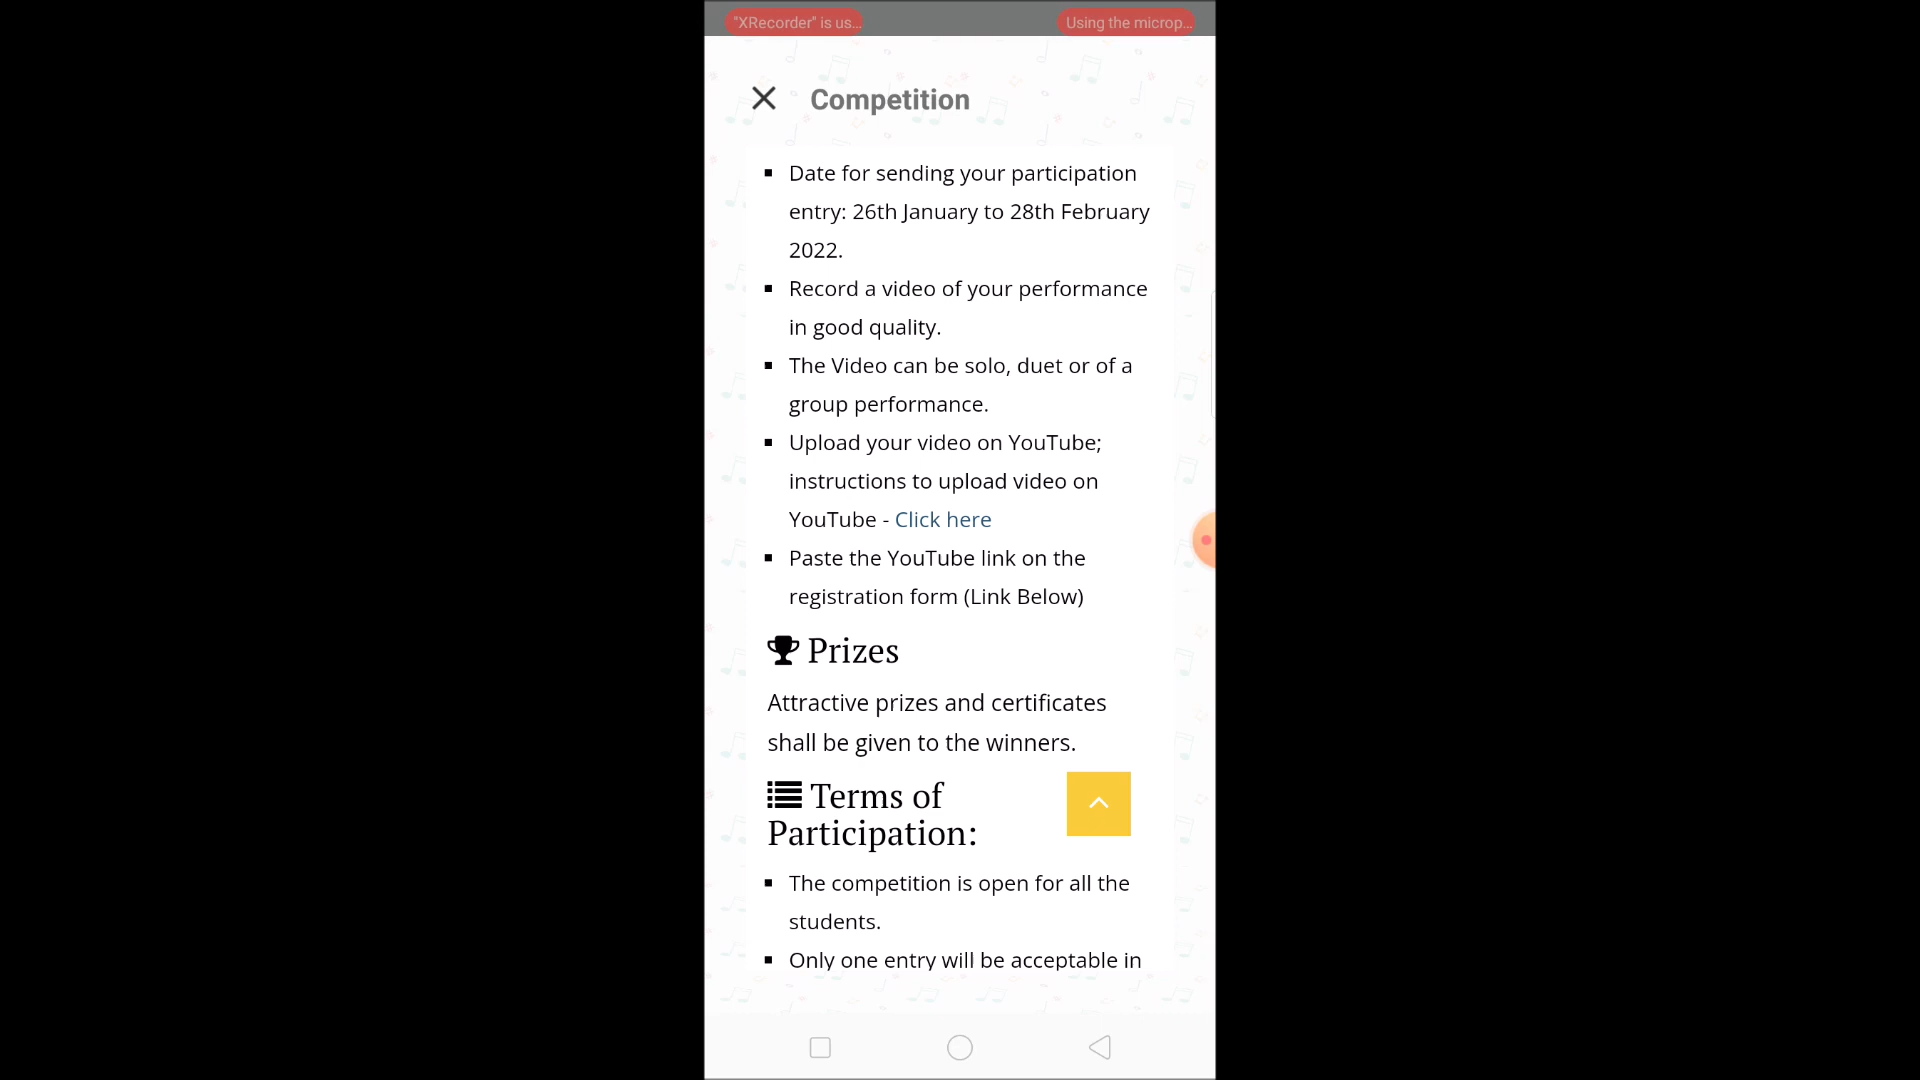 "XRecorder" is us...
Using the microp...
Competition
▪ Date for sending your participation
entry: 26th January to 28th February
2022.
▪ Record a video of your performance
in good quality.
▪ The Video can be solo, duet or of a
group performance.
▪ Upload your video on YouTube;
instructions to upload video on
YouTube - Click here
▪ Paste the YouTube link on the
registration form (Link Below)
Prizes
Attractive prizes and certificates
shall be given to the winners.
Terms of
Participation:
▪ The competition is open for all the
students.
▪ Only one entry will be acceptable in